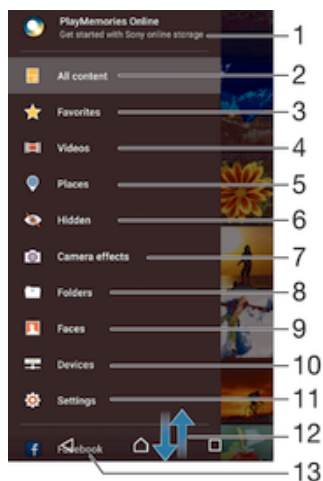 PlayMemories Online
Get started with Sony online storage
1
All content
2
Favorites
3
Videos
4
Places
5
Hidden
6
Camera effects
7
Folders
8
Faces
9
Devices
10
Settings
11
12
Facebook
13